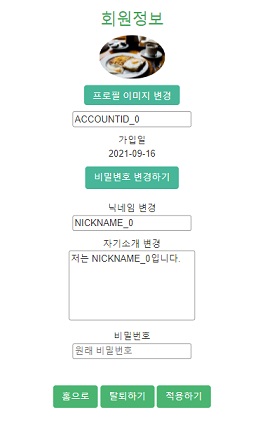 회원정보
프로필 이미지 변경
ACCOUNTID_0
가입일
2021-09-16
비밀변호 변경하기
닉네임 변경
NICKNAME_0
자기소개 변경
저는 NICKNAME_0입니다.
비밀번호
원래 비밀번호
홈으로 탈퇴하기 적용하기